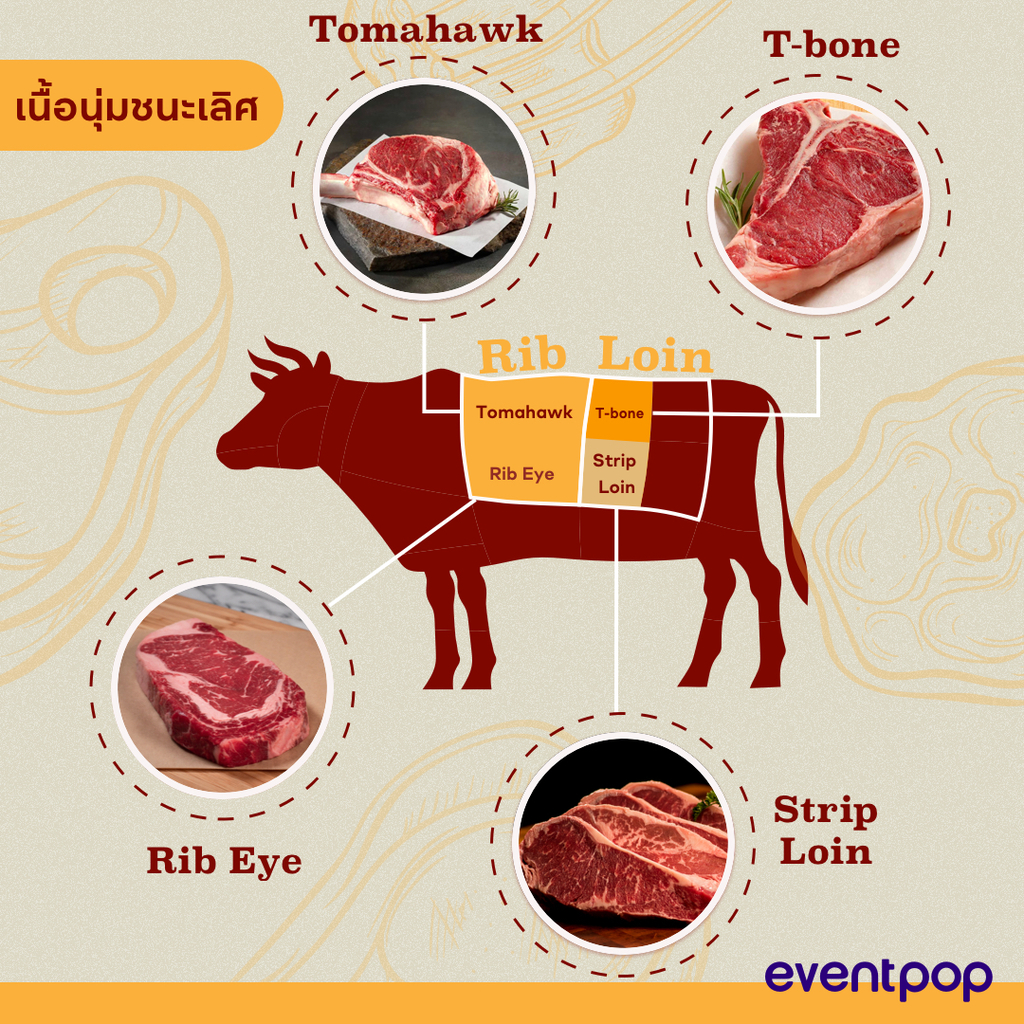 Tomahawk
T-bone
เนื้อนุ่มชนะเลิศ
Rib Loin
Tomahawk
T-bone
Rib Eye
Strip
Loin
Rib Eye
Strip
Loin
eventpop